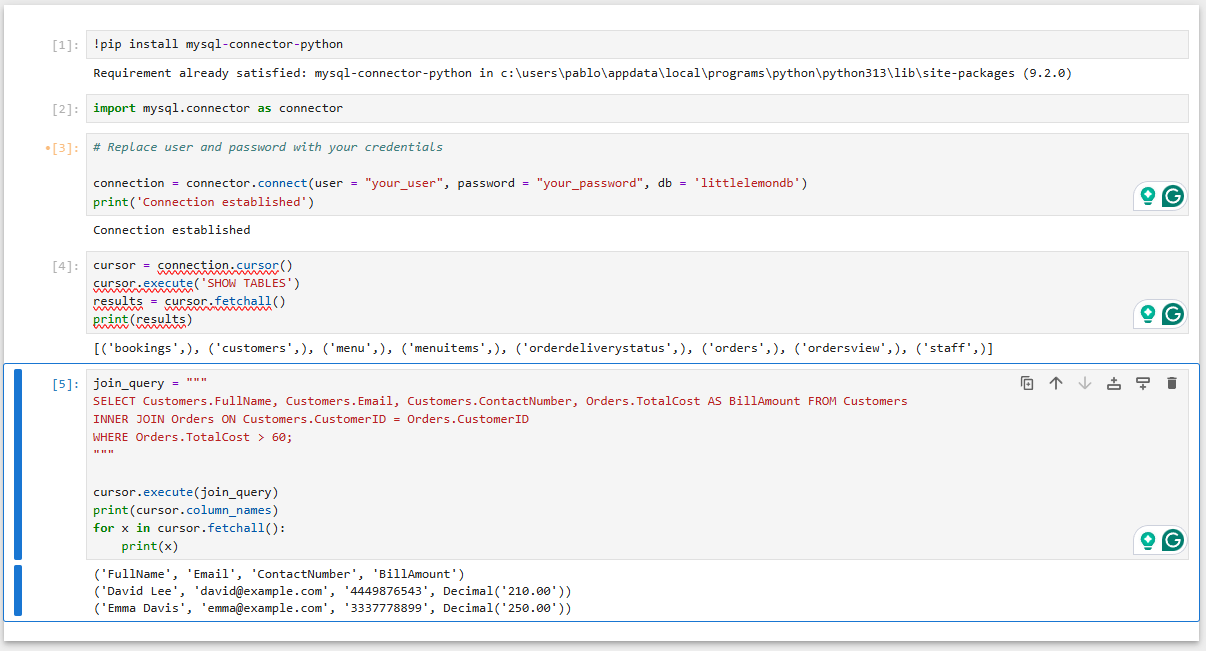 [1]: !pip install mysql-connector-python
Requirement already satisfied: mysql-connector-python in c:\users\pablo\appdata\local\programs\python\python313\lib\site-packages (9.2.0)
[2]: import mysql.connector as connector
•[3]: # Replace user and password with your credentials
connection = connector.connect(user = "your_user", password = "your_password", db = 'littlelemondb')
print('Connection established')
Connection established
[4]: cursor = connection.cursor()
cursor.execute('SHOW TABLES')
results = cursor.fetchall()
print(results)
[('bookings',), ('customers',), ('menu',), ('menuitems',), ('orderdeliverystatus',), ('orders',), ('ordersview',), ('staff',)]
[5]: join_query = """
SELECT Customers.FullName, Customers.Email, Customers.ContactNumber, Orders.TotalCost AS BillAmount FROM Customers
INNER JOIN Orders ON Customers.CustomerID = Orders.CustomerID
WHERE Orders.TotalCost > 60;
"""
cursor.execute(join_query)
print(cursor.column_names)
for x in cursor.fetchall():
    print(x)
('FullName', 'Email', 'ContactNumber', 'BillAmount')
('David Lee', 'david@example.com', '4449876543', Decimal('210.00'))
('Emma Davis', 'emma@example.com', '3337778899', Decimal('250.00'))